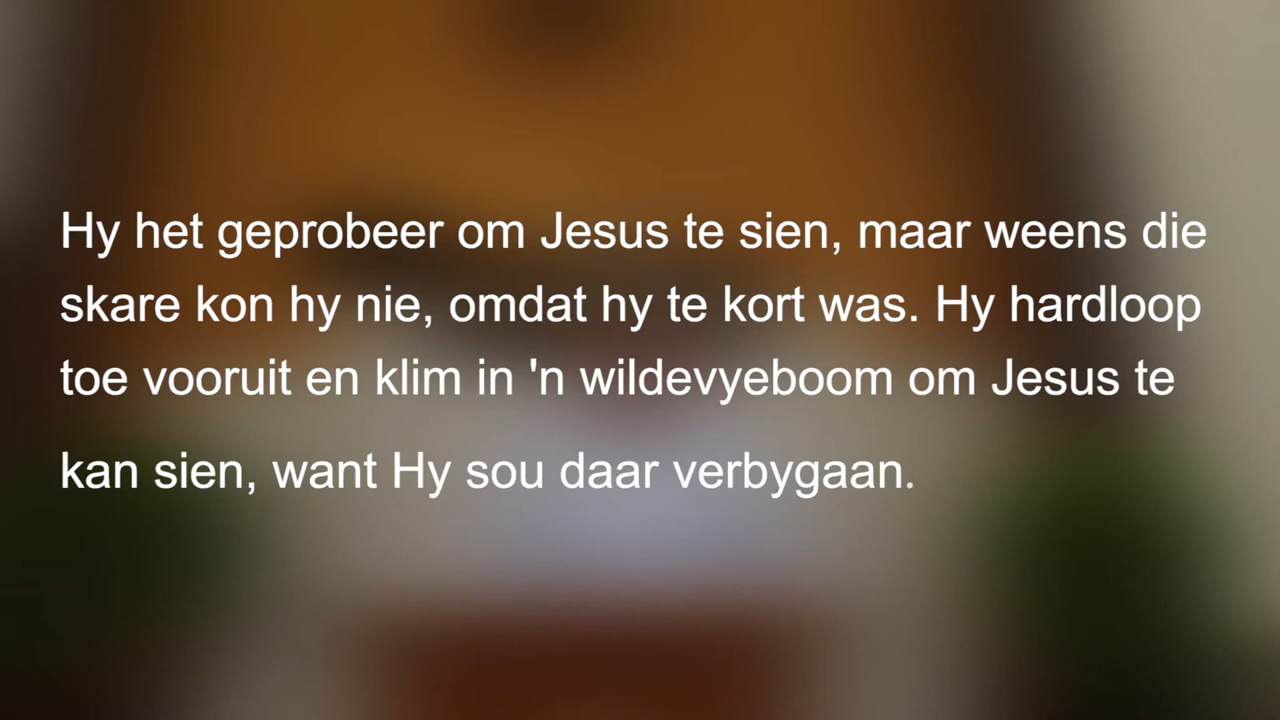 Hy het geprobeer om Jesus te sien, maar weens die
skare kon hy nie, omdat hy te kort was. Hy hardloop
toe vooruit en klim in 'n wildevyeboom om Jesus te
kan sien, want Hy sou daar verbygaan.